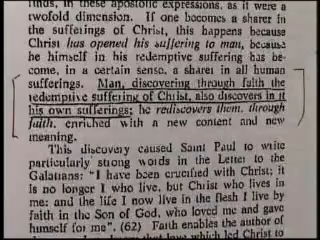 finds, in these apostolic expressions, as it were a
twofold dimension. If one becomes a sharer in
the sufferings of Christ, this happens because
Christ has opened his suffering to man, because
he himself in his redemptive suffering has be-
come, in a certain sense, a sharer in all human
sufferings. Man, discovering through faith the
redemptive suffering of Christ, also discovers in it
his own sufferings; he rediscovers them, through
faith, enriched with a new content and new
meaning.
This discovery caused Saint Paul to write
particularly strong words in the Letter to the
Galatians: "I have been crucified with Christ; it
is no longer I who live, but Christ who lives in
me: and the life I now live in the flesh I live by
faith in the Son of God, who loved me and gave
himself for me". (62) Faith enables the author of
love which led Christ to